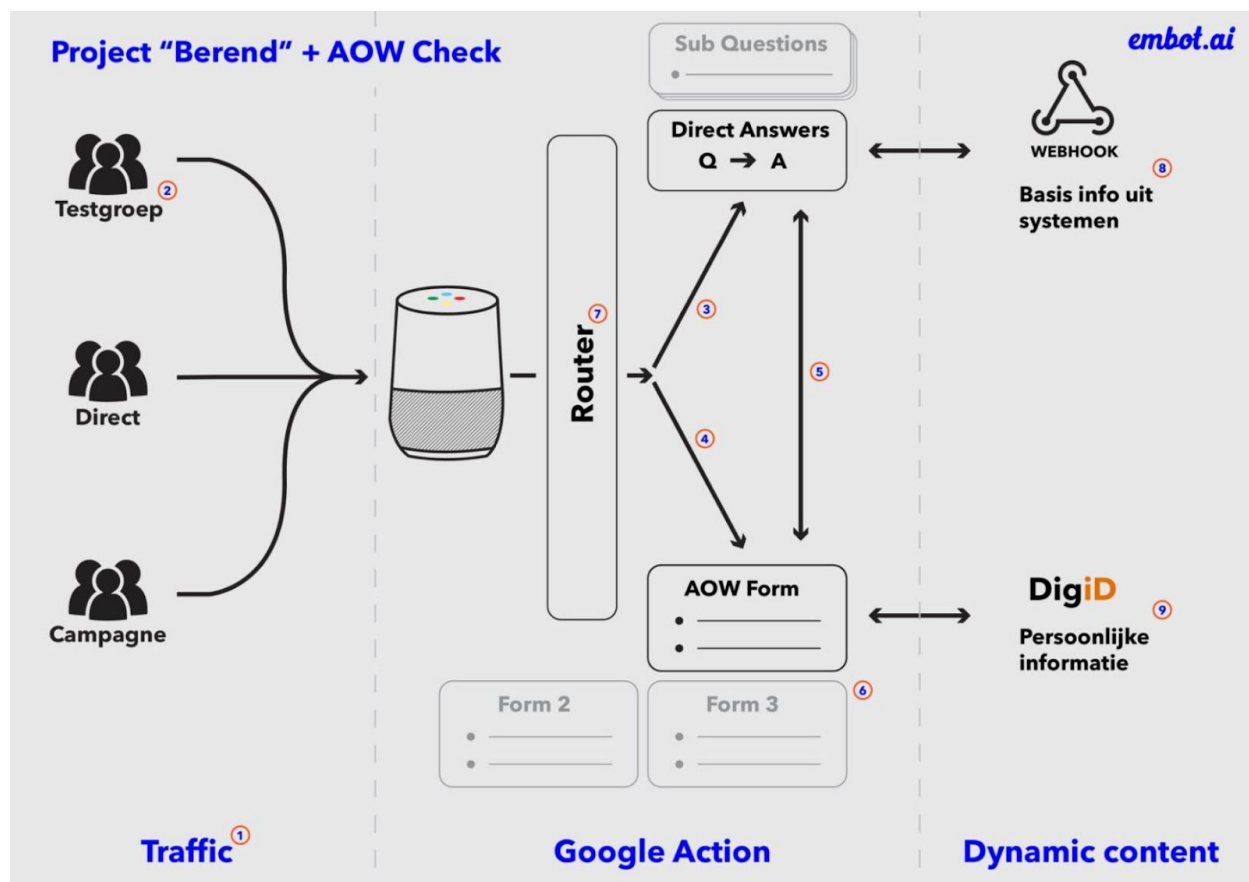 Project “Berend” + AOW Check
embot.ai
Sub Questions
Direct Answers
Q → A
WEBHOOK
8
Basis info uit
systemen
Testgroep
2
Direct
Campagne
Router
7
3
4
5
AOW Form
DigiD
9
Persoonlijke
informatie
Form 2
Form 3
6
Traffic
1
Google Action
Dynamic content